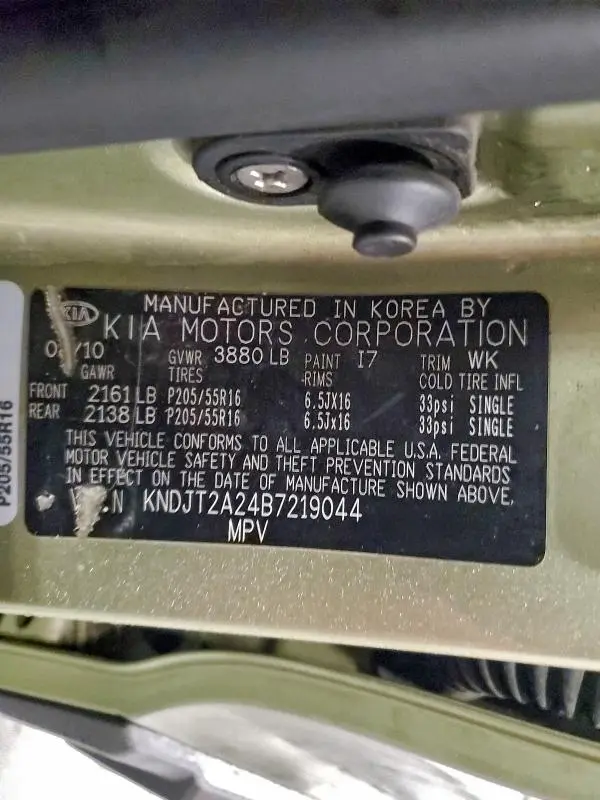 KIA
MANUFACTURED IN KOREA BY
KIA MOTORS CORPORATION
/10 GVWR 3880 LB PAINT I7 TRIM WK
GAWR TIRES RIMS COLD TIRE INFL
FRONT 2161 LB P205/55R16 6.5JX16 33psi SINGLE
REAR 2138 LB P205/55R16 6.5Jx16 33psi SINGLE
THIS VEHICLE CONFORMS TO ALL APPLICABLE U.S.A. FEDERAL
MOTOR VEHICLE SAFETY AND THEFT PREVENTION STANDARDS
IN EFFECT ON THE DATE OF MANUFACTURE SHOWN ABOVE.
KNDJT2A24B7219044
MPV
P205/55R16